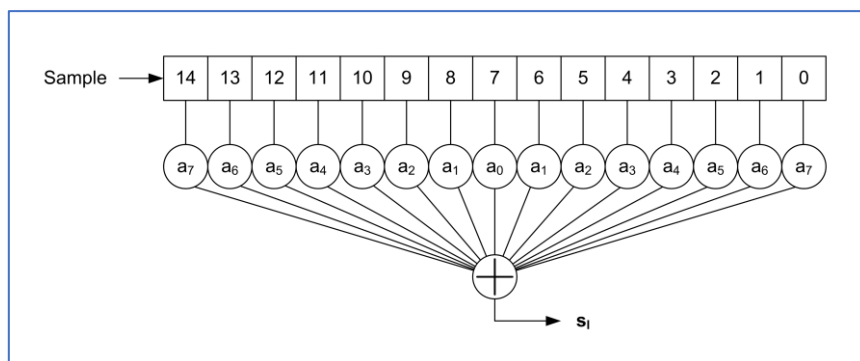 Sample 14 13 12 11 10 9 8 7 6 5 4 3 2 1 0
a₇ a₆ a₅ a₄ a₃ a₂ a₁ a₀ a₁ a₂ a₃ a₄ a₅ a₆ a₇
+
sₗ